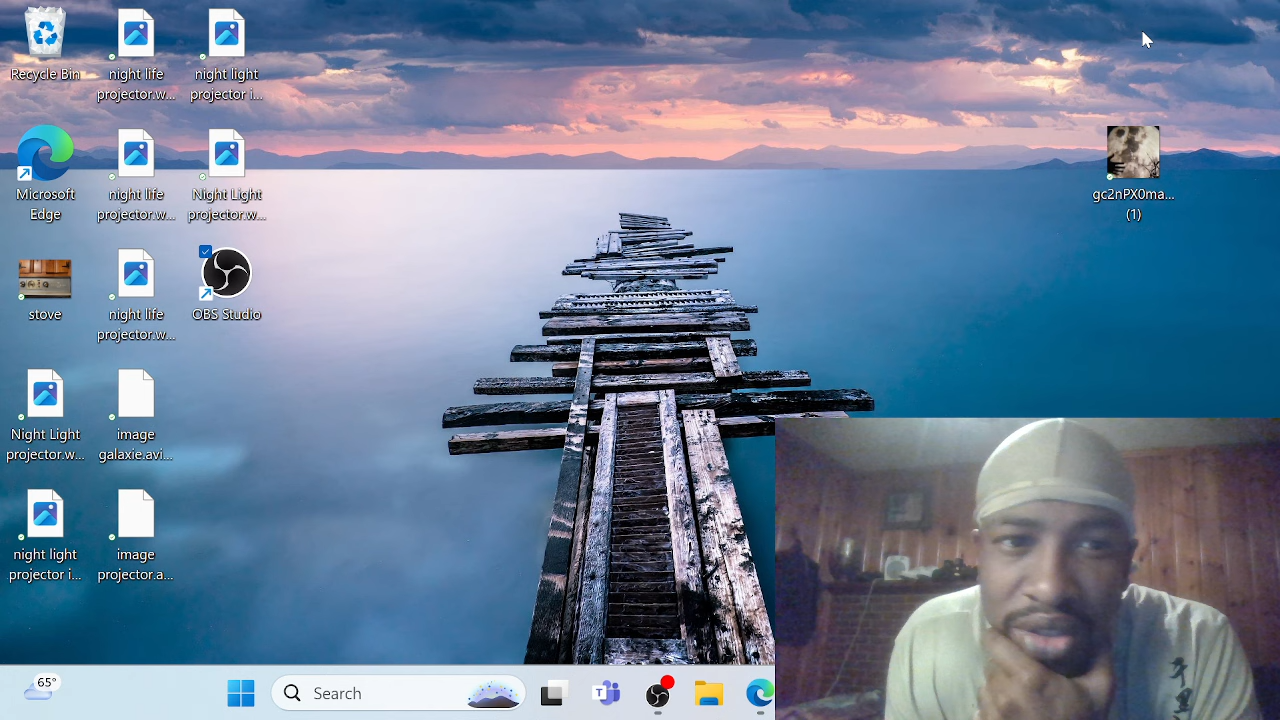 Recycle Bin
night life
projector.w...
night light
projector i...
Microsoft
Edge
night life
projector.w...
Night Light
projector.w...
gc2nPX0ma...
(1)
stove
night life
projector.w...
OBS Studio
Night Light
projector.w...
image
galaxie.avi...
night light
projector i...
image
projector.a...
65°
Search
T